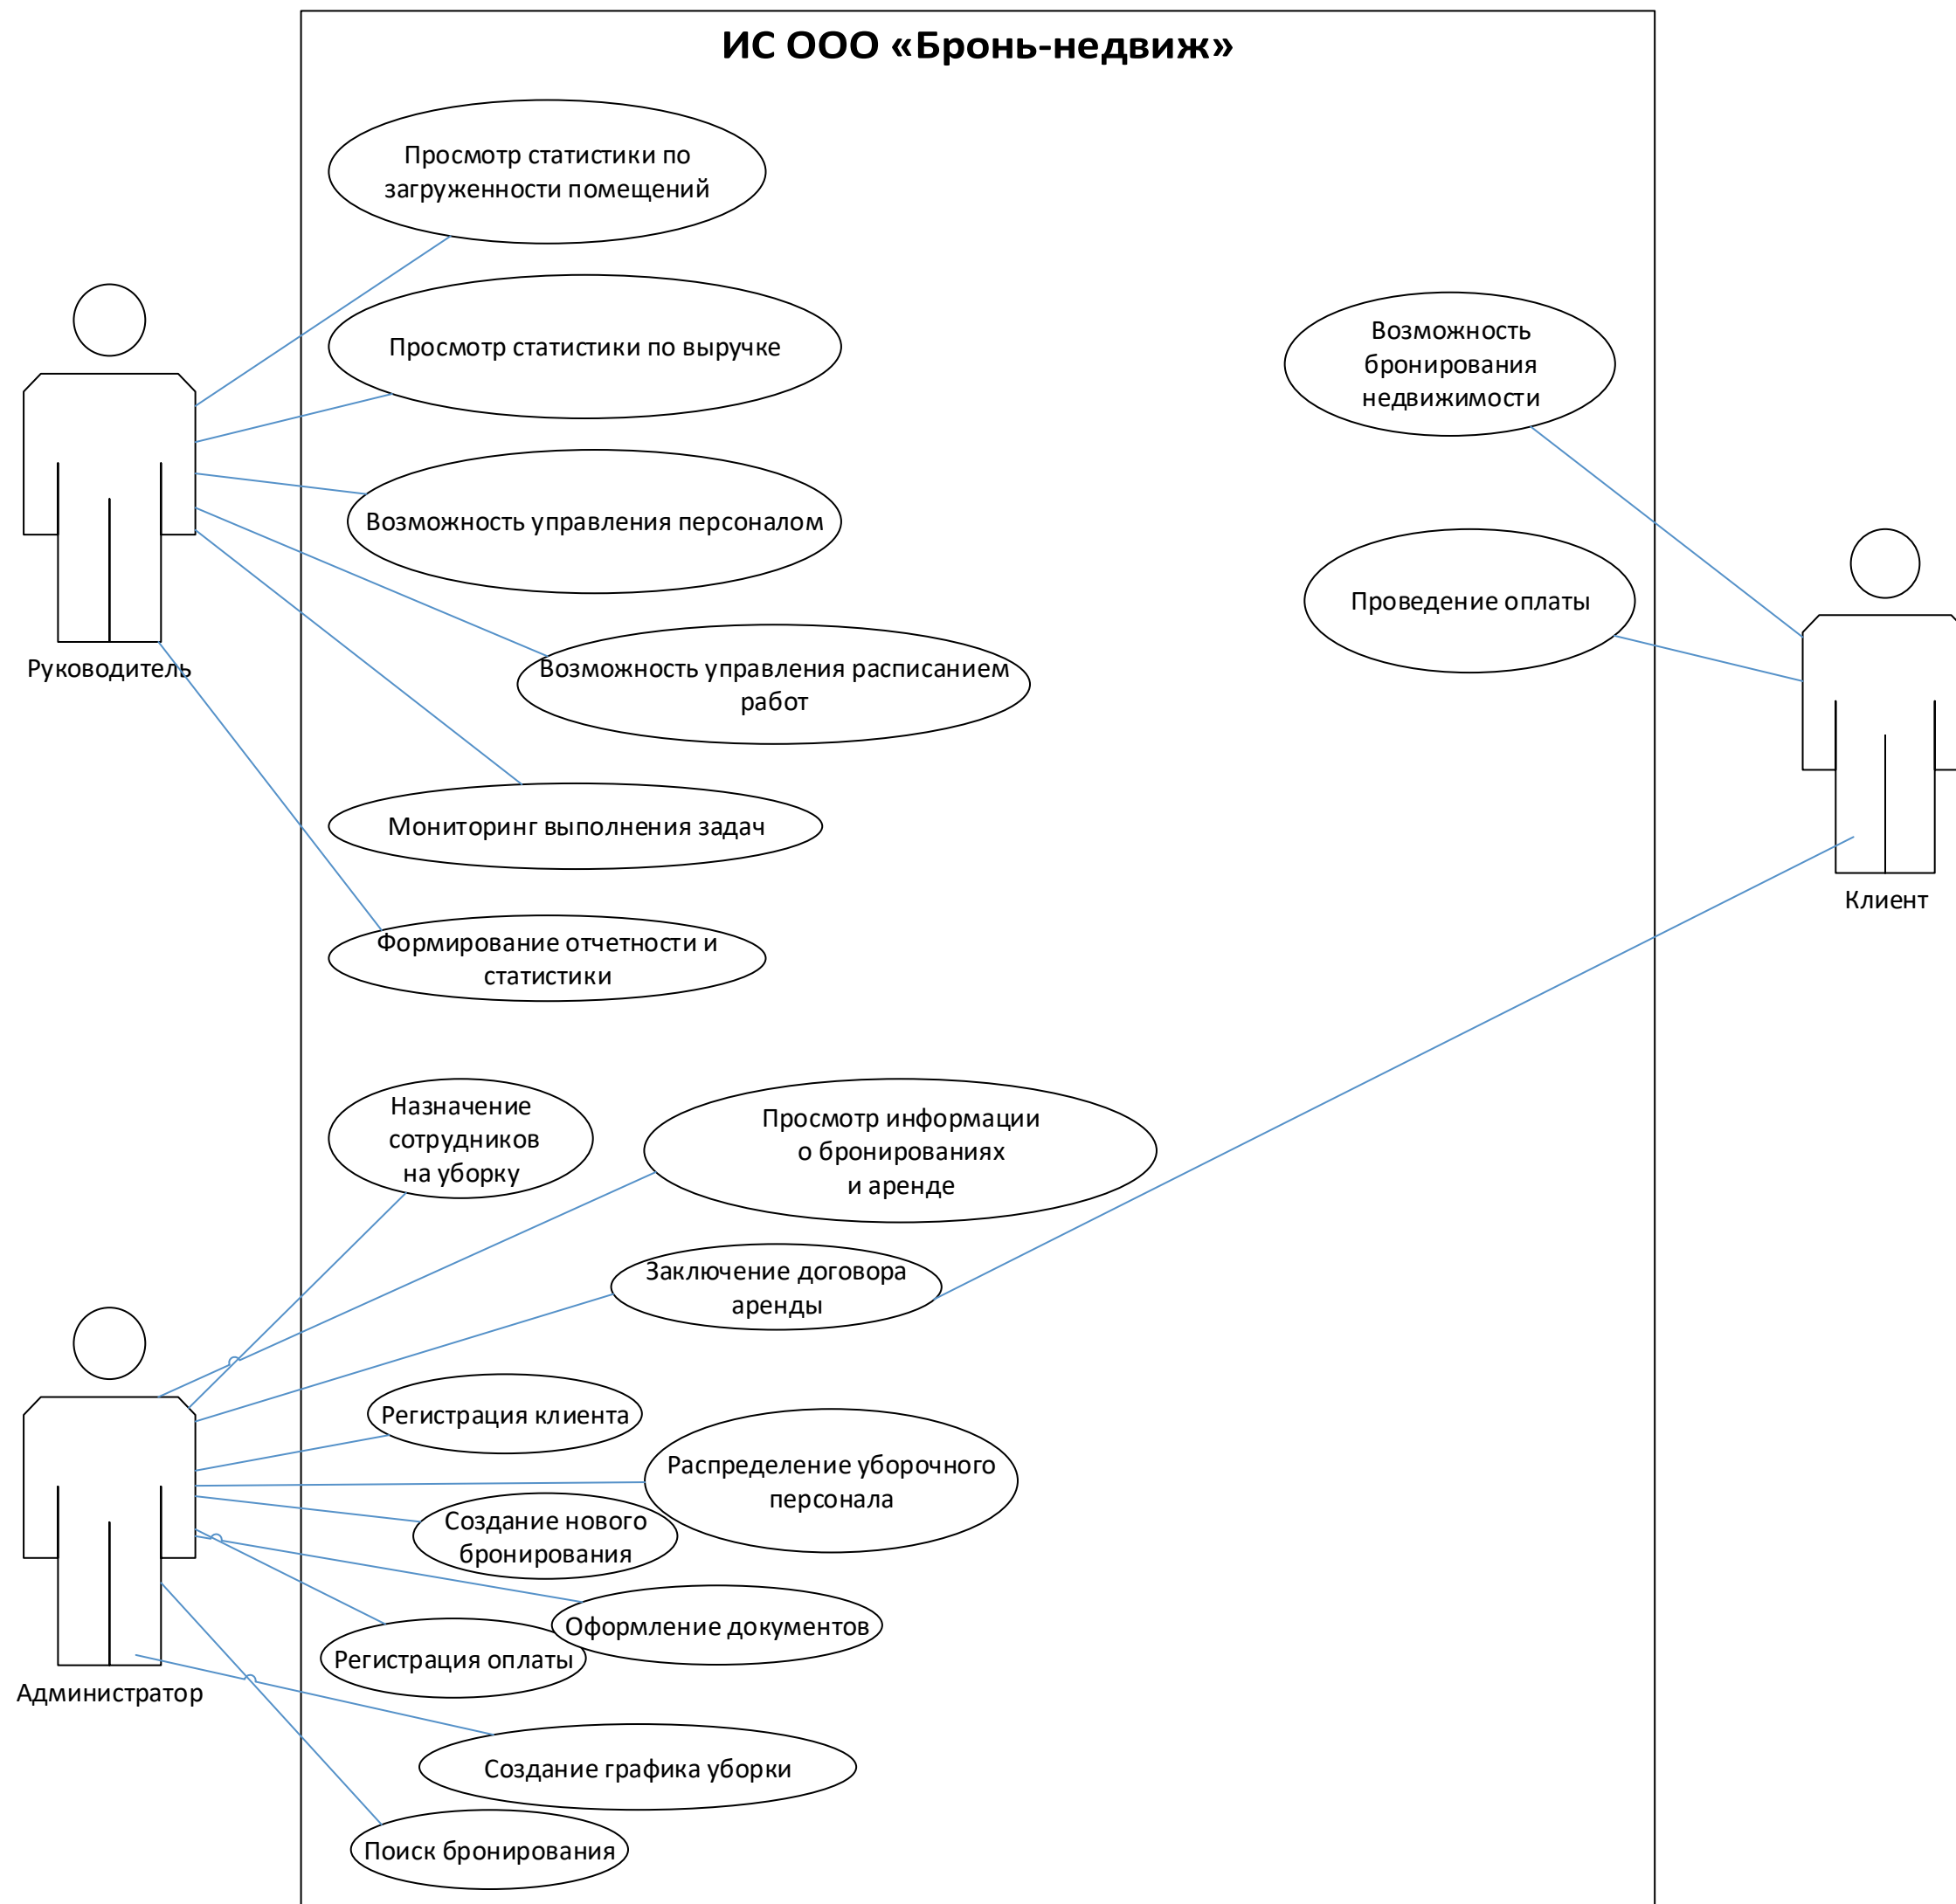 ИС ООО «Бронь-недвиж»
Просмотр статистики по
загруженности помещений
Просмотр статистики по выручке
Возможность управления персоналом
Возможность управления расписанием
работ
Мониторинг выполнения задач
Формирование отчетности и
статистики
Руководитель
Возможность
бронирования
недвижимости
Проведение оплаты
Клиент
Назначение
сотрудников
на уборку
Просмотр информации
о бронированиях
и аренде
Заключение договора
аренды
Регистрация клиента
Распределение уборочного
персонала
Создание нового
бронирования
Оформление документов
Регистрация оплаты
Администратор
Создание графика уборки
Поиск бронирования